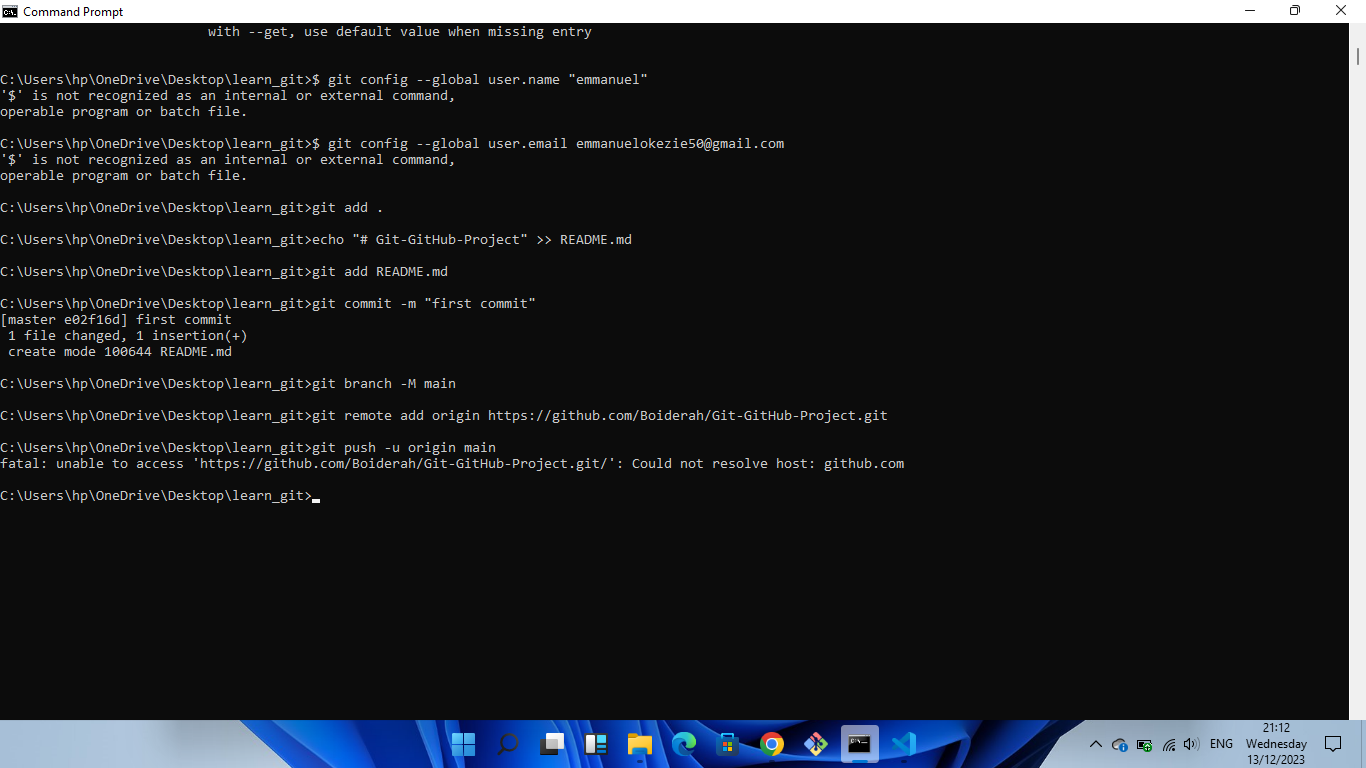 Command Prompt
with --get, use default value when missing entry
C:\Users\hp\OneDrive\Desktop\learn_git>$ git config --global user.name "emmanuel"
'$' is not recognized as an internal or external command,
operable program or batch file.
C:\Users\hp\OneDrive\Desktop\learn_git>$ git config --global user.email emmanuelokezie50@gmail.com
'$' is not recognized as an internal or external command,
operable program or batch file.
C:\Users\hp\OneDrive\Desktop\learn_git>git add .
C:\Users\hp\OneDrive\Desktop\learn_git>echo "# Git-GitHub-Project" >> README.md
C:\Users\hp\OneDrive\Desktop\learn_git>git add README.md
C:\Users\hp\OneDrive\Desktop\learn_git>git commit -m "first commit"
[master e02f16d] first commit
 1 file changed, 1 insertion(+)
 create mode 100644 README.md
C:\Users\hp\OneDrive\Desktop\learn_git>git branch -M main
C:\Users\hp\OneDrive\Desktop\learn_git>git remote add origin https://github.com/Boiderah/Git-GitHub-Project.git
C:\Users\hp\OneDrive\Desktop\learn_git>git push -u origin main
fatal: unable to access 'https://github.com/Boiderah/Git-GitHub-Project.git/': Could not resolve host: github.com
C:\Users\hp\OneDrive\Desktop\learn_git>
ENG
21:12
Wednesday
13/12/2023